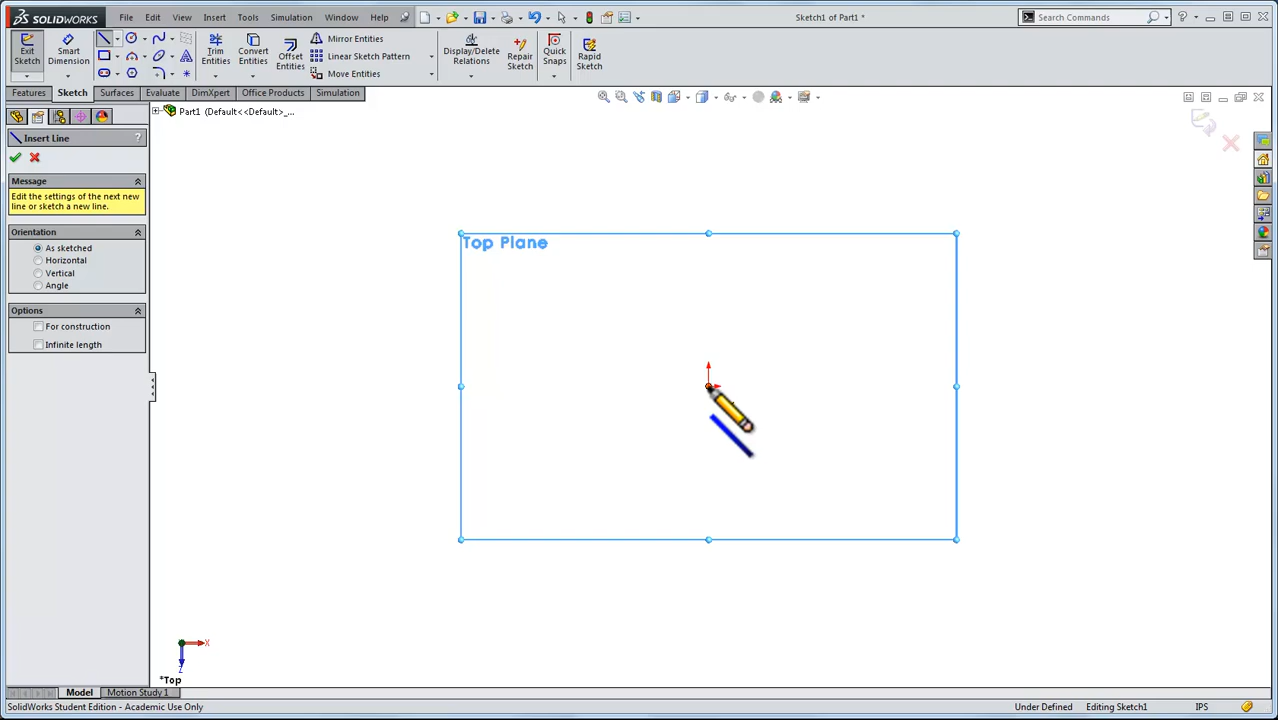 SOLIDWORKS File Edit View Insert Tools Simulation Window Help Sketch1 of Part1 * Search Commands
Exit Sketch
Smart Dimension
Trim Entities
Convert Entities
Offset Entities
Mirror Entities
Linear Sketch Pattern
Move Entities
Display/Delete Relations
Repair Sketch
Quick Snaps
Rapid Sketch
Features Sketch Surfaces Evaluate DimXpert Office Products Simulation
Part1 (Default<<Default>_...
Insert Line ?
Message
Edit the settings of the next new
line or sketch a new line.
Orientation
As sketched
Horizontal
Vertical
Angle
Options
For construction
Infinite length
Top Plane
X
Z
*Top
Model Motion Study 1
SolidWorks Student Edition - Academic Use Only Under Defined Editing Sketch1 IPS